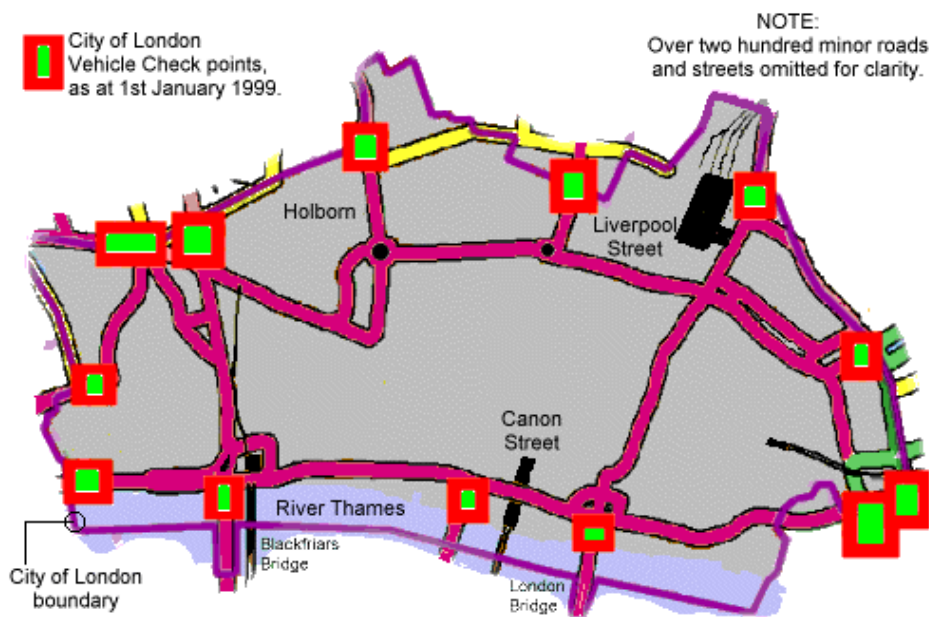 City of London
Vehicle Check points,
as at 1st January 1999.
NOTE:
Over two hundred minor roads
and streets omitted for clarity.
Holborn
Liverpool
Street
Canon
Street
River Thames
Blackfriars
Bridge
London
Bridge
City of London
boundary